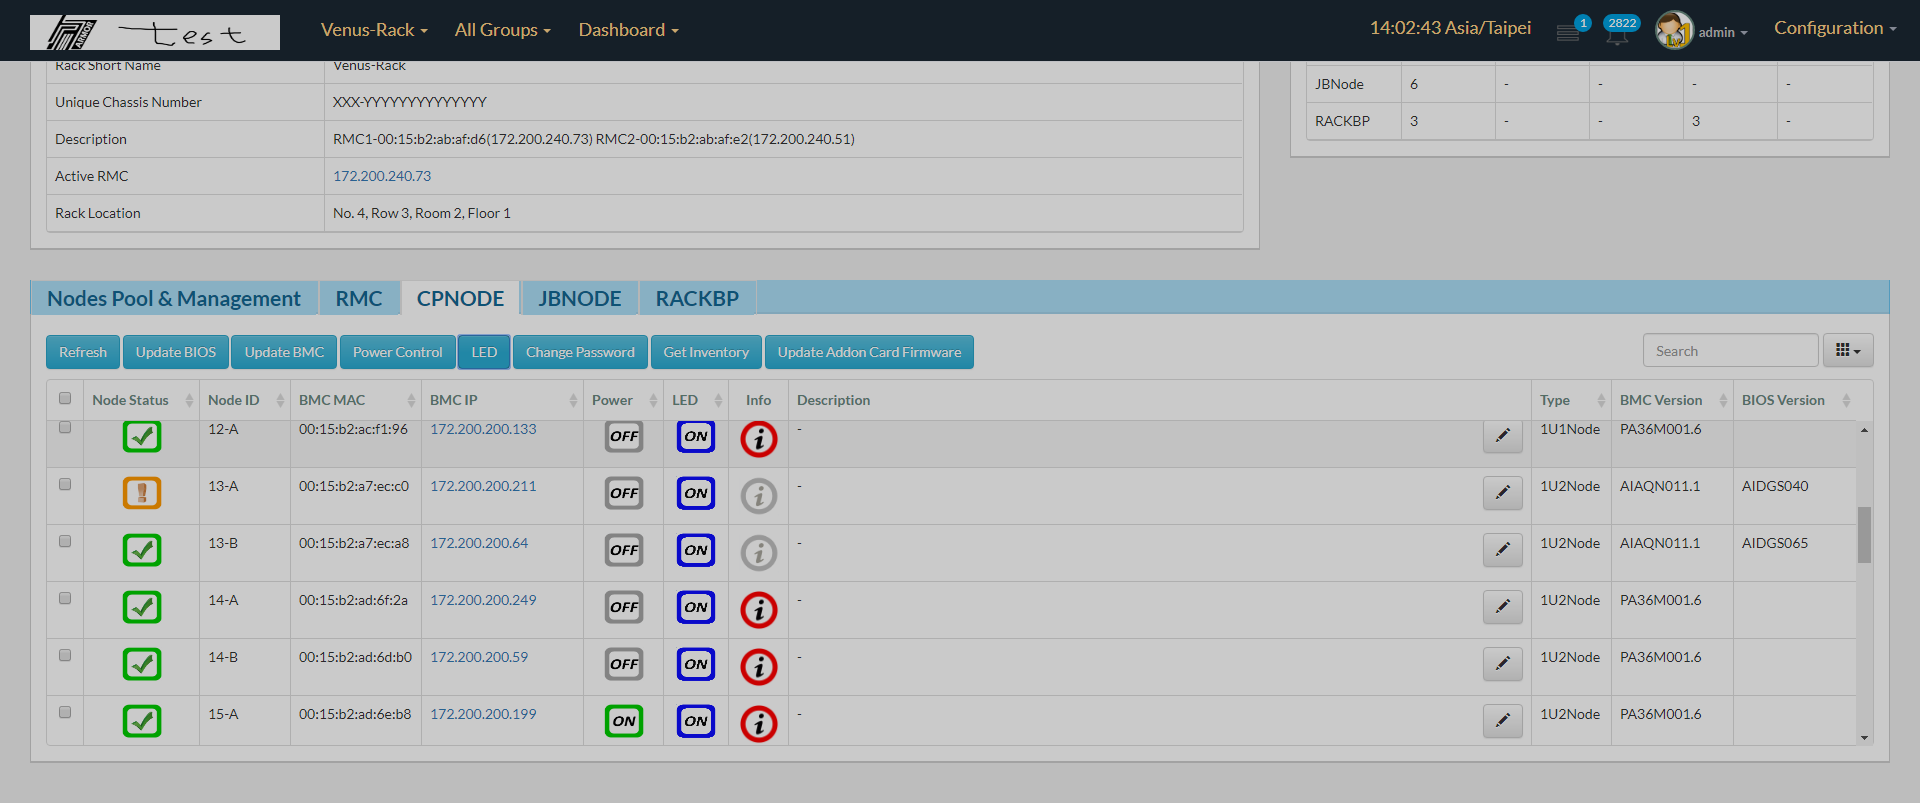 ARMOR test Venus-Rack All Groups Dashboard 14:02:43 Asia/Taipei 1 2822 admin Configuration
Rack Short Name Venus-Rack
Unique Chassis Number XXX-YYYYYYYYYYYYYY
Description RMC1-00:15:b2:ab:af:d6(172.200.240.73) RMC2-00:15:b2:ab:af:e2(172.200.240.51)
Active RMC 172.200.240.73
Rack Location No. 4, Row 3, Room 2, Floor 1
JBNode 6 - - - -
RACKBP 3 - - 3 -
Nodes Pool & Management RMC CPNODE JBNODE RACKBP
Refresh Update BIOS Update BMC Power Control LED Change Password Get Inventory Update Addon Card Firmware Search
Node Status Node ID BMC MAC BMC IP Power LED Info Description Type BMC Version BIOS Version
12-A 00:15:b2:ac:f1:96 172.200.200.133 OFF ON i - 1U1Node PA36M001.6
! 13-A 00:15:b2:a7:ec:c0 172.200.200.211 OFF ON i - 1U2Node AIAQN011.1 AIDGS040
13-B 00:15:b2:a7:ec:a8 172.200.200.64 OFF ON i - 1U2Node AIAQN011.1 AIDGS065
14-A 00:15:b2:ad:6f:2a 172.200.200.249 OFF ON i - 1U2Node PA36M001.6
14-B 00:15:b2:ad:6d:b0 172.200.200.59 OFF ON i - 1U2Node PA36M001.6
15-A 00:15:b2:ad:6e:b8 172.200.200.199 ON ON i - 1U2Node PA36M001.6